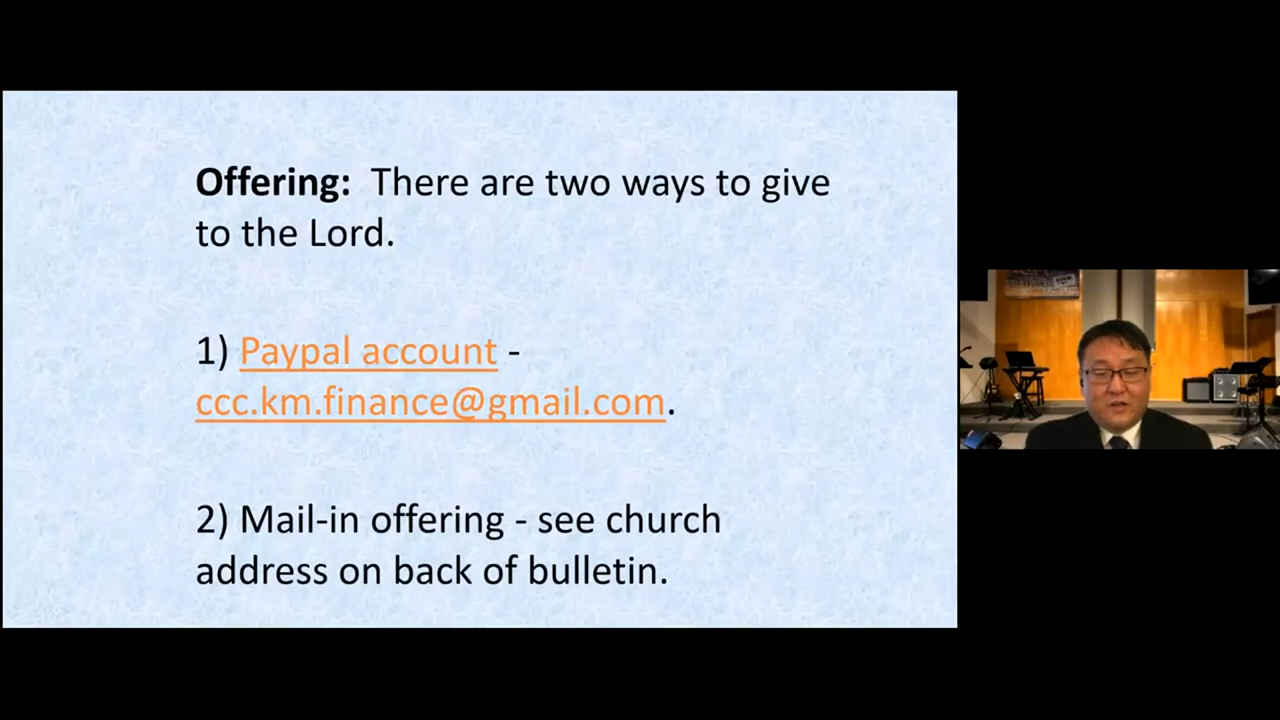 Offering: There are two ways to give
to the Lord.
1) Paypal account -
ccc.km.finance@gmail.com.
2) Mail-in offering - see church
address on back of bulletin.